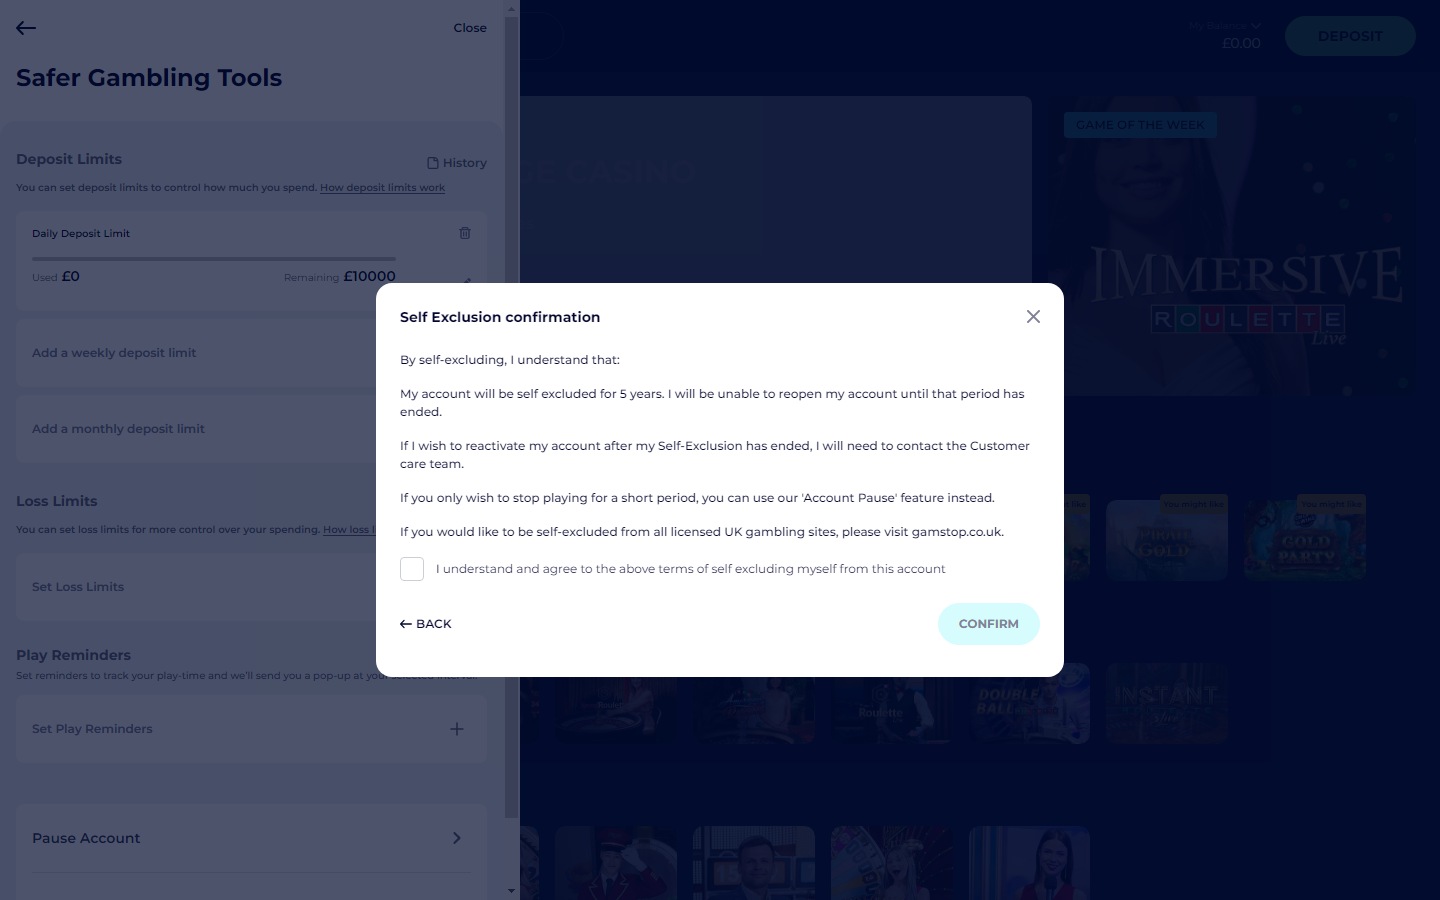 Close
Safer Gambling Tools
Deposit Limits
History
You can set deposit limits to control how much you spend. How deposit limits work
Daily Deposit Limit
Used £0
Remaining £10000
Add a weekly deposit limit
Add a monthly deposit limit
Loss Limits
You can set loss limits for more control over your spending. How loss l
Set Loss Limits
Play Reminders
Set reminders to track your play-time and we'll send you a pop-up at your selected interval.
Set Play Reminders
Pause Account
My Balance
£0.00
DEPOSIT
GE CASINO
GAME OF THE WEEK
IMMERSIVE
ROULETTE
Live
Self Exclusion confirmation
By self-excluding, I understand that:
My account will be self excluded for 5 years. I will be unable to reopen my account until that period has
ended.
If I wish to reactivate my account after my Self-Exclusion has ended, I will need to contact the Customer
care team.
If you only wish to stop playing for a short period, you can use our 'Account Pause' feature instead.
If you would like to be self-excluded from all licensed UK gambling sites, please visit gamstop.co.uk.
I understand and agree to the above terms of self excluding myself from this account
BACK
CONFIRM
like
You might like
You might like
PIRATE
GOLD
GOLD
PARTY
Roulette
Roulette
DOUBLE
BALL
INSTANT